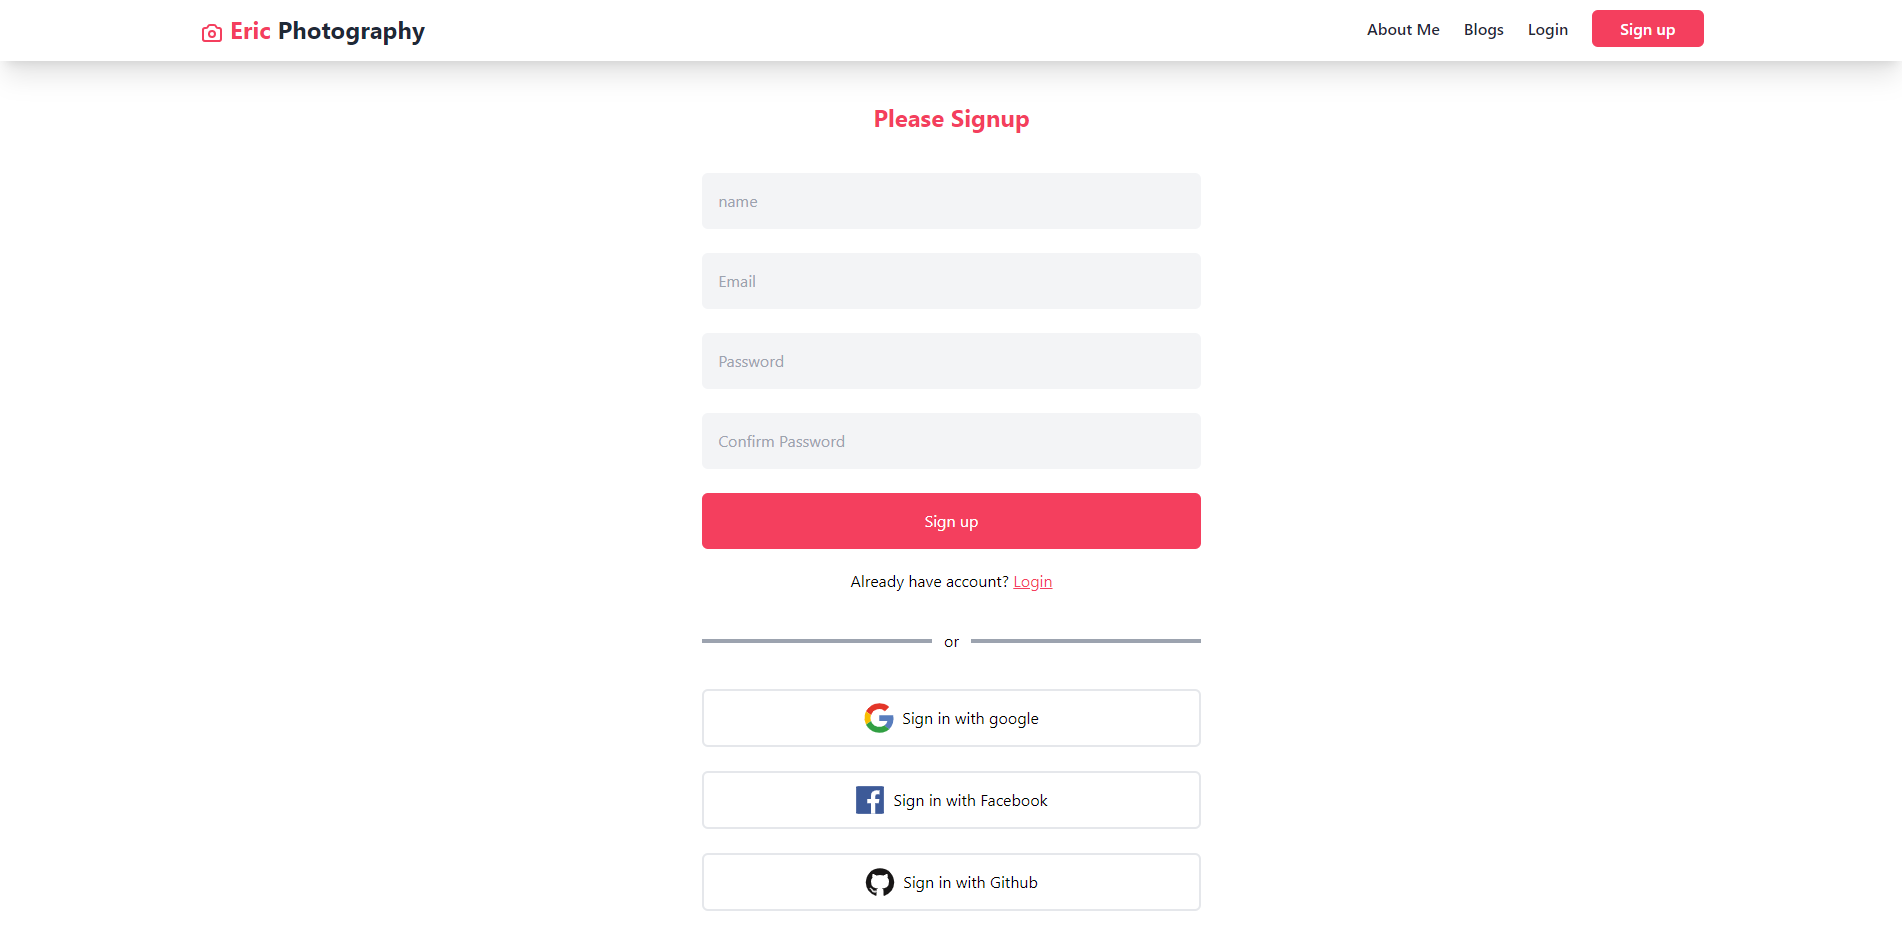 Eric Photography
About Me Blogs Login Sign up
Please Signup
name
Email
Password
Confirm Password
Sign up
Already have account? Login
or
Sign in with google
Sign in with Facebook
Sign in with Github